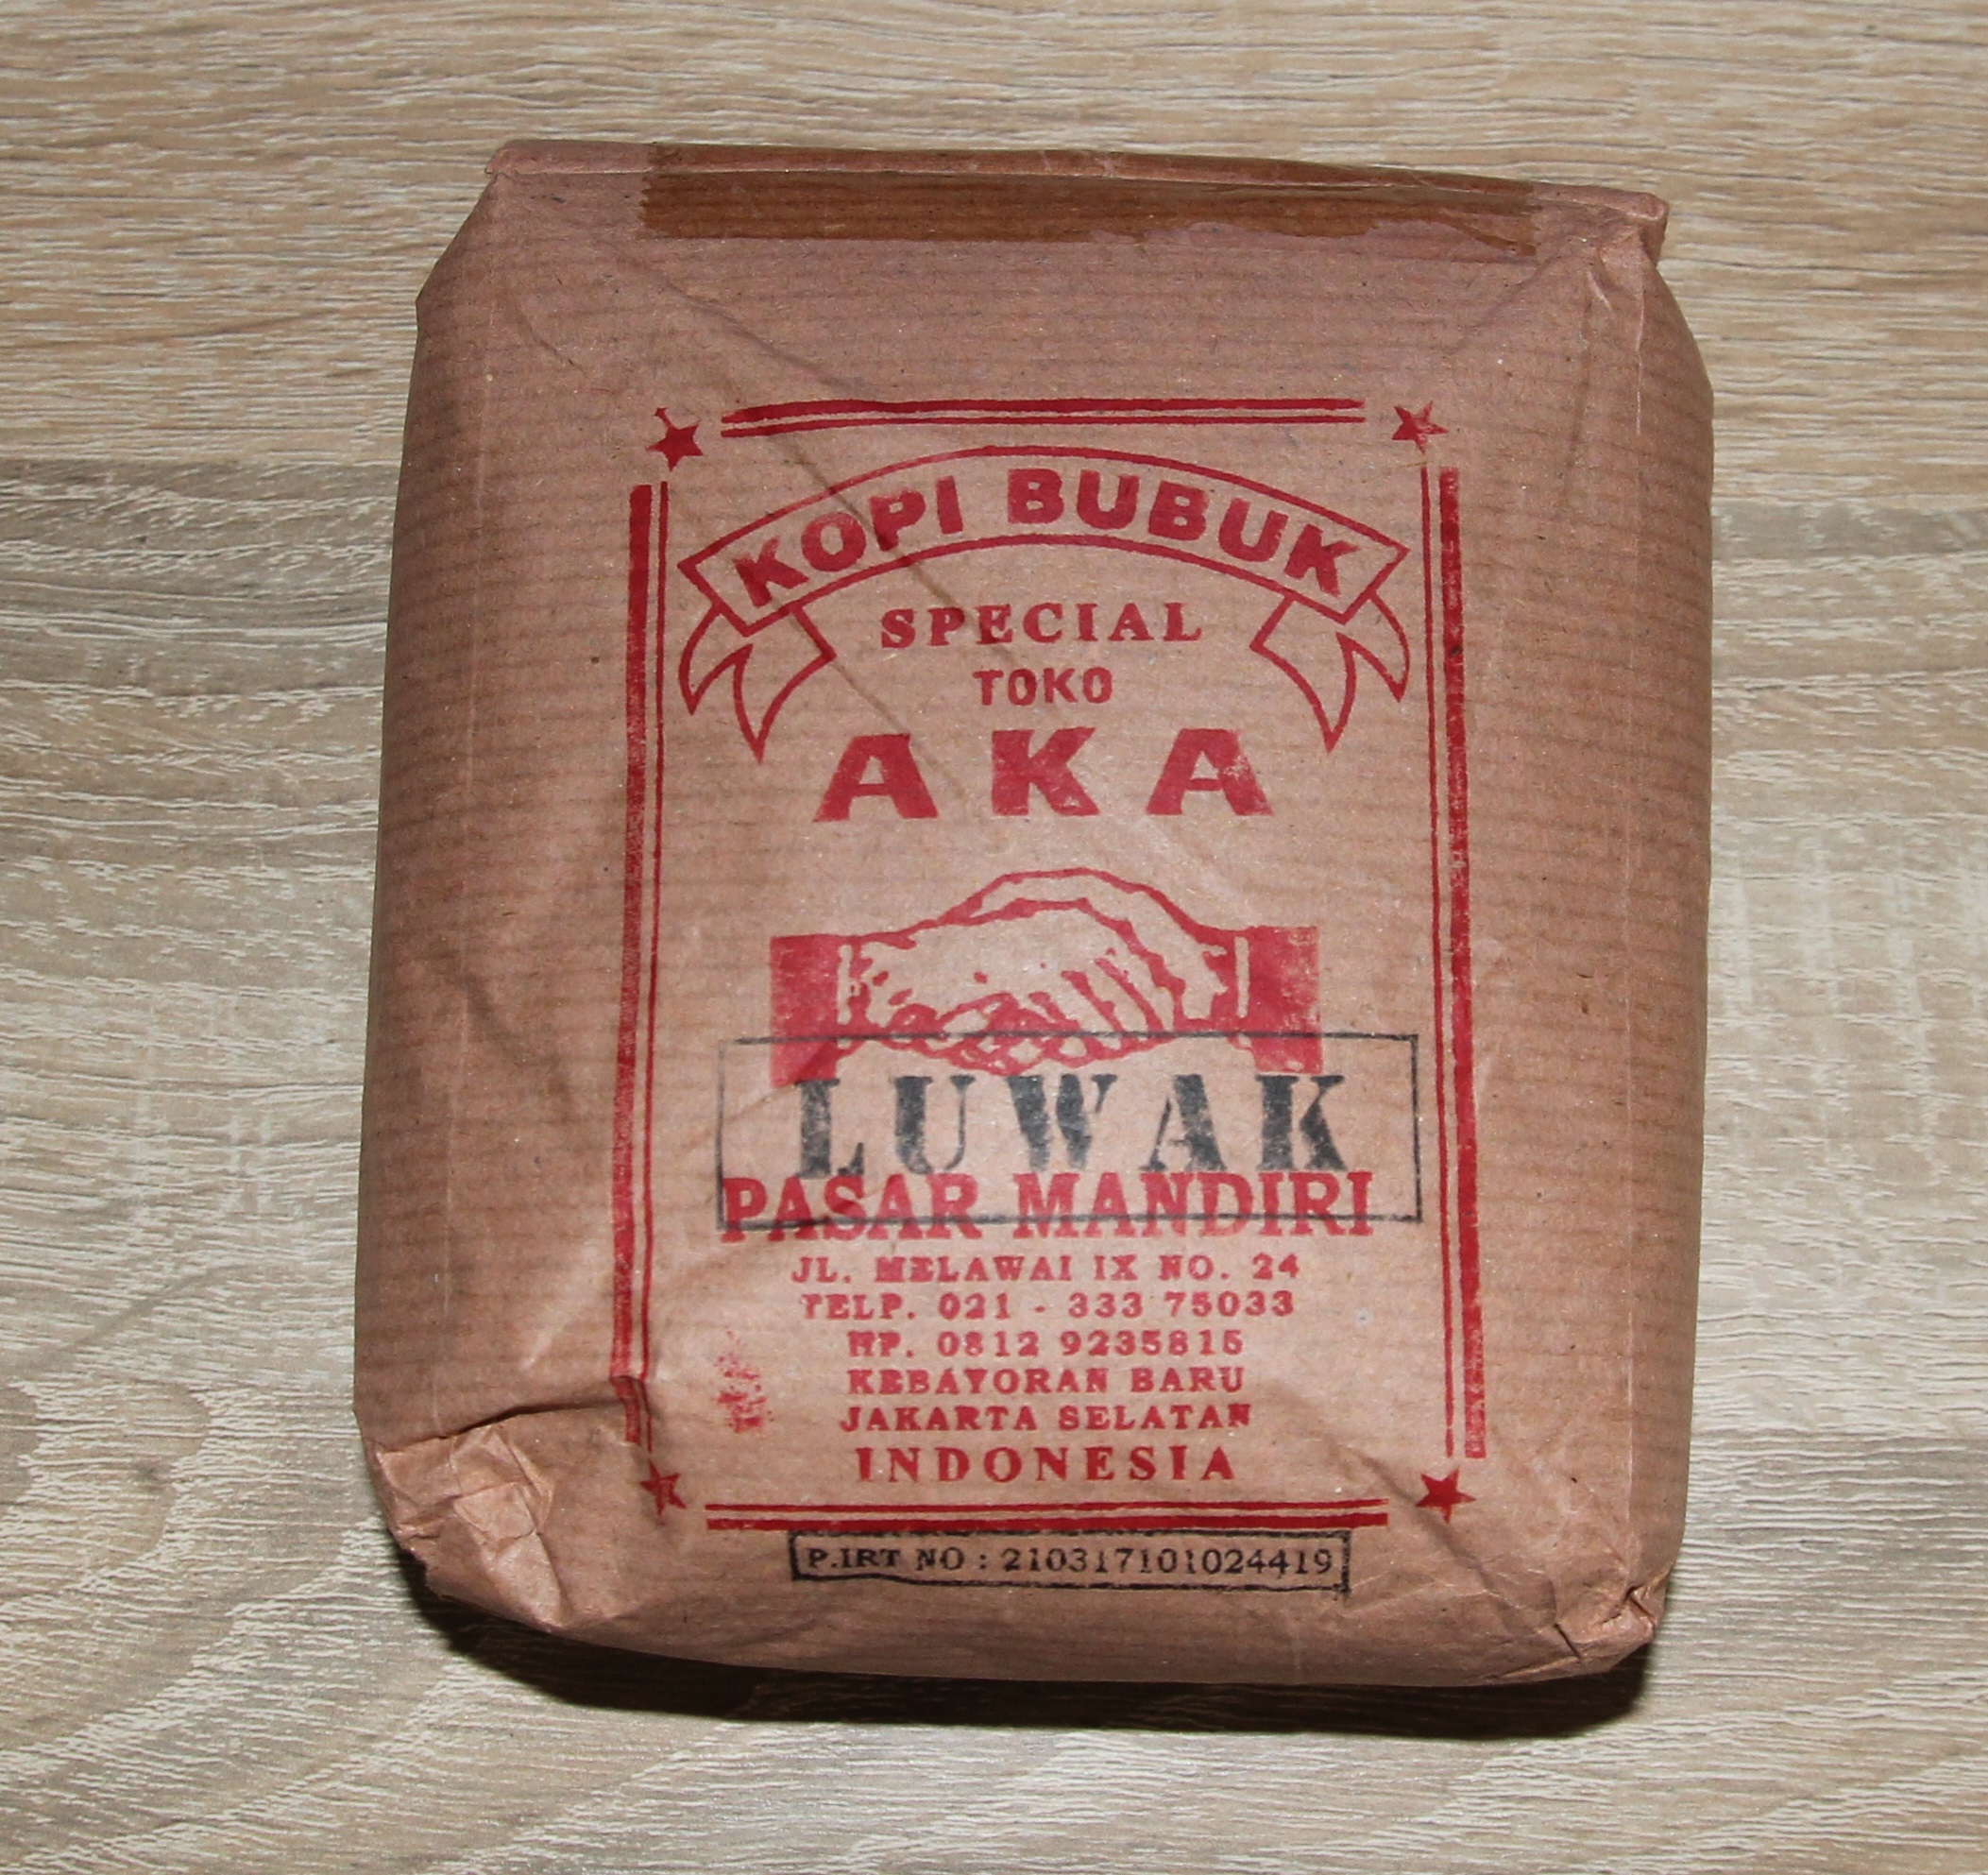 KOPI BUBUK
SPECIAL
TOKO
AKA
LUWAK
PASAR MANDIRI
JL. MELAWAI IX NO. 24
TELP. 021 - 333 75033
HP. 0812 9235815
KEBAYORAN BARU
JAKARTA SELATAN
INDONESIA
P.IRT NO : 210317101024419